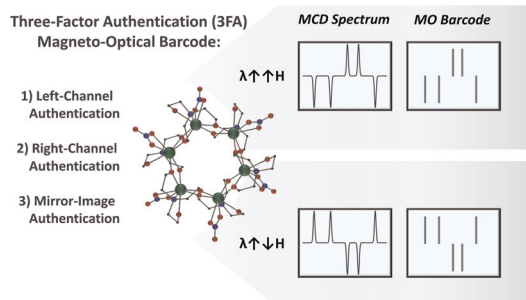 Three-Factor Authentication (3FA)
Magneto-Optical Barcode:
1) Left-Channel
Authentication
2) Right-Channel
Authentication
3) Mirror-Image
Authentication
MCD Spectrum
MO Barcode
λ↑↑H
λ↑↓H